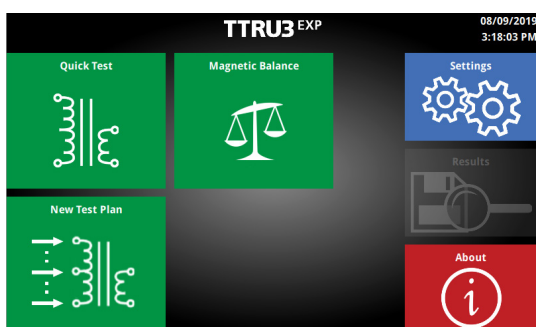 TTRU3 EXP
08/09/2019
3:18:03 PM
Quick Test
Magnetic Balance
Settings
Results
New Test Plan
About
i